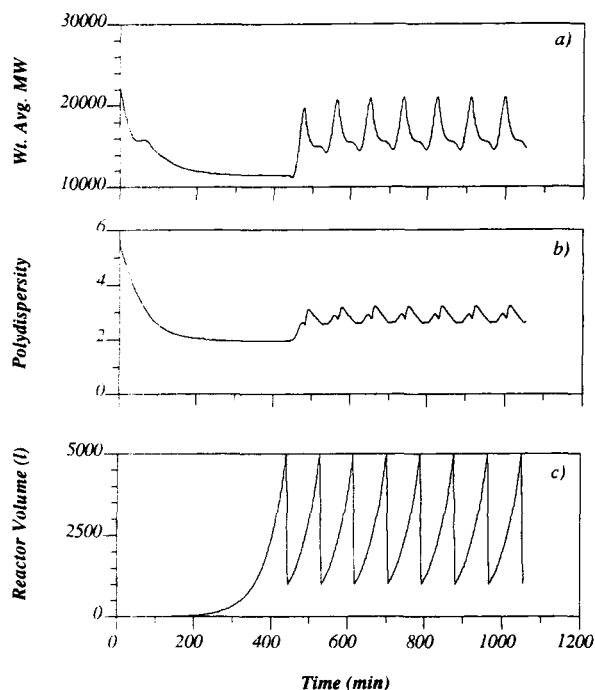 30000
a)
Wt. Avg. MW
20000
10000
6
b)
Polydispersity
4
2
0
5000
c)
Reactor Volume (l)
2500
0
0 200 400 600 800 1000 1200
Time (min)